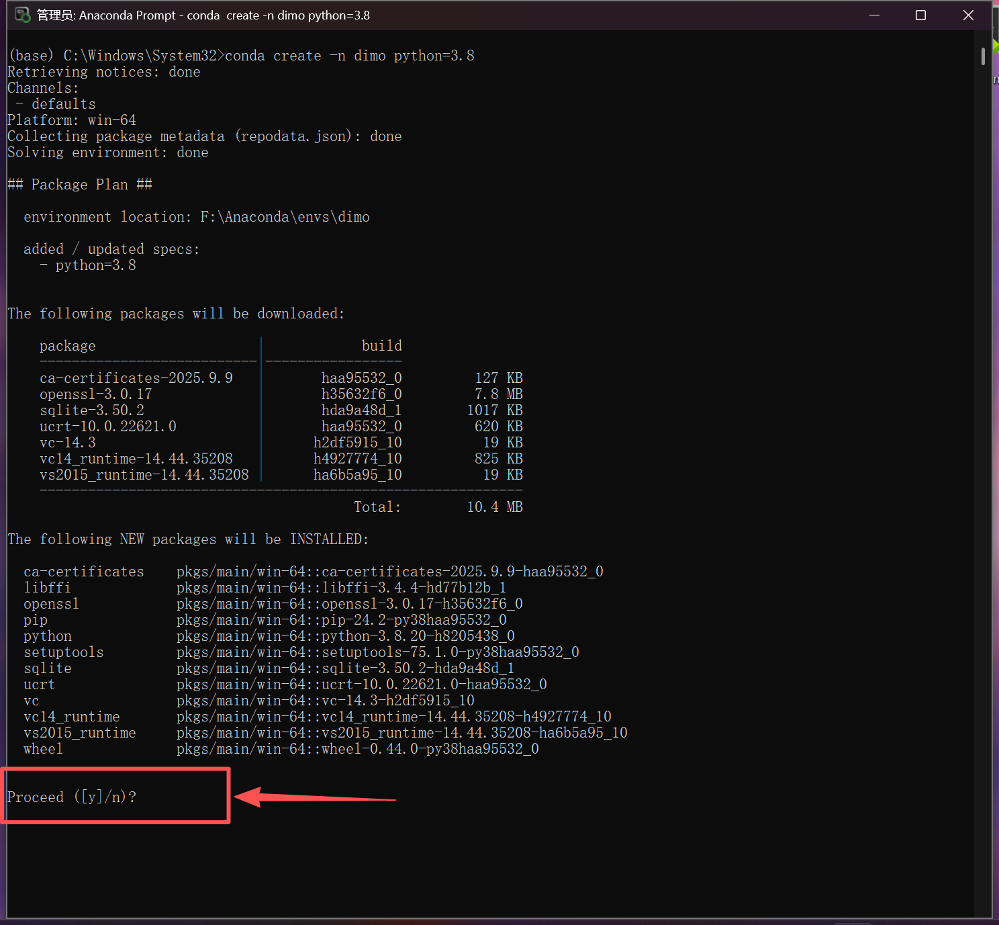 管理员: Anaconda Prompt - conda  create -n dimo python=3.8
(base) C:\Windows\System32>conda create -n dimo python=3.8
Retrieving notices: done
Channels:
 - defaults
Platform: win-64
Collecting package metadata (repodata.json): done
Solving environment: done
## Package Plan ##
  environment location: F:\Anaconda\envs\dimo
  added / updated specs:
    - python=3.8
The following packages will be downloaded:
    package                    |            build
    ---------------------------|-----------------
    ca-certificates-2025.9.9   |       haa95532_0         127 KB
    openssl-3.0.17             |       h35632f6_0         7.8 MB
    sqlite-3.50.2              |       hda9a48d_1        1017 KB
    ucrt-10.0.22621.0          |       haa95532_0         620 KB
    vc-14.3                    |      h2df5915_10          19 KB
    vc14_runtime-14.44.35208   |      h4927774_10         825 KB
    vs2015_runtime-14.44.35208 |      ha6b5a95_10          19 KB
    ------------------------------------------------------------
                                           Total:        10.4 MB
The following NEW packages will be INSTALLED:
  ca-certificates    pkgs/main/win-64::ca-certificates-2025.9.9-haa95532_0
  libffi             pkgs/main/win-64::libffi-3.4.4-hd77b12b_1
  openssl            pkgs/main/win-64::openssl-3.0.17-h35632f6_0
  pip                pkgs/main/win-64::pip-24.2-py38haa95532_0
  python             pkgs/main/win-64::python-3.8.20-h8205438_0
  setuptools         pkgs/main/win-64::setuptools-75.1.0-py38haa95532_0
  sqlite             pkgs/main/win-64::sqlite-3.50.2-hda9a48d_1
  ucrt               pkgs/main/win-64::ucrt-10.0.22621.0-haa95532_0
  vc                 pkgs/main/win-64::vc-14.3-h2df5915_10
  vc14_runtime       pkgs/main/win-64::vc14_runtime-14.44.35208-h4927774_10
  vs2015_runtime     pkgs/main/win-64::vs2015_runtime-14.44.35208-ha6b5a95_10
  wheel              pkgs/main/win-64::wheel-0.44.0-py38haa95532_0
Proceed ([y]/n)?